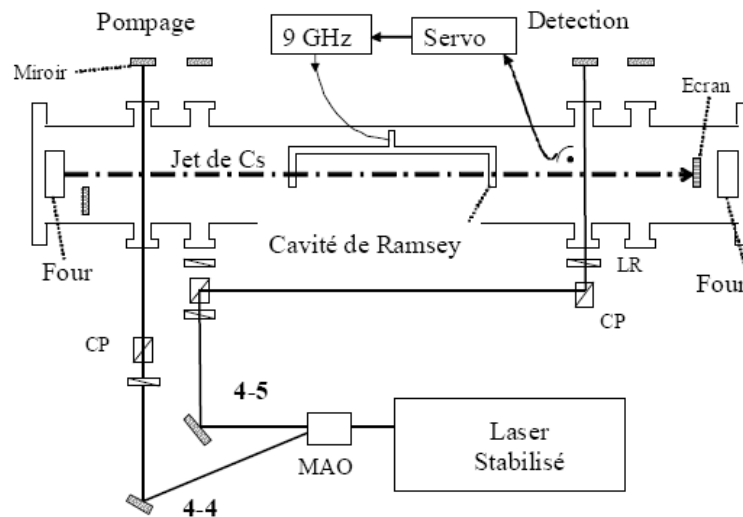 Pompage
9 GHz
Servo
Detection
Miroir
Ecran
Jet de Cs
Cavité de Ramsey
Four
LR
Four
CP
CP
4-5
MAO
Laser
Stabilisé
4-4